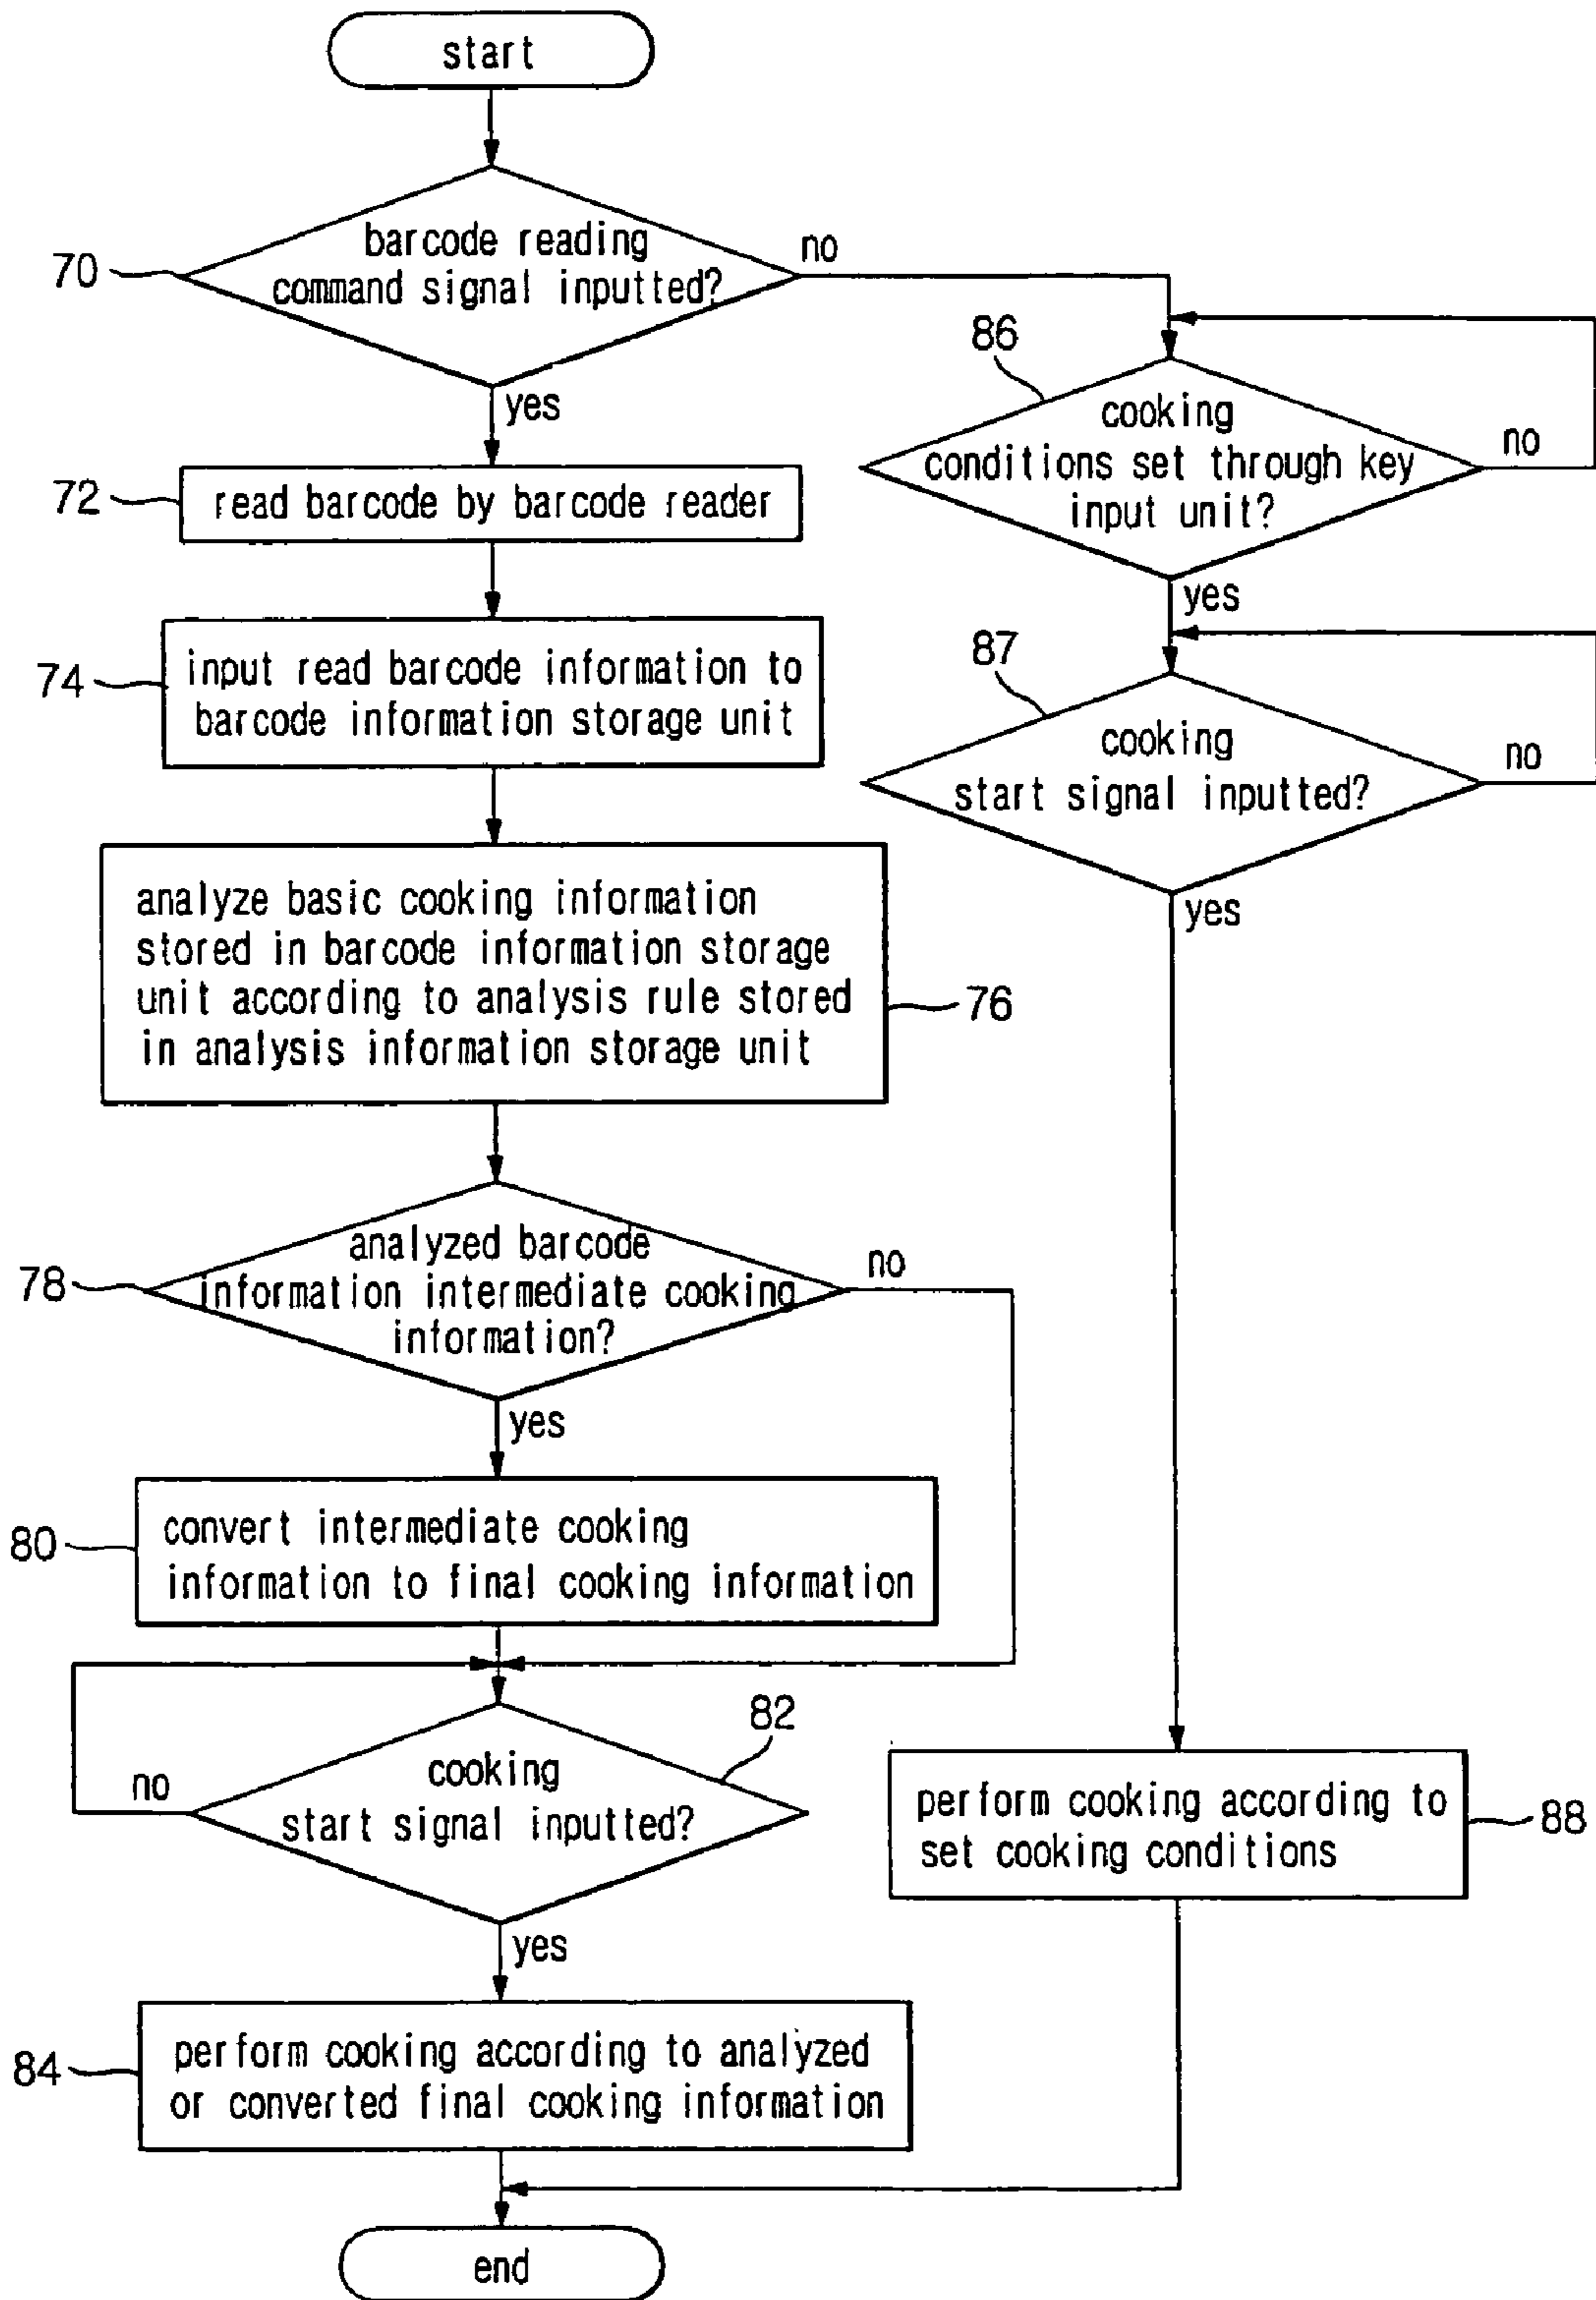 start
barcode reading
command signal inputted?
70
no
yes
72
read barcode by barcode reader
74
input read barcode information to
barcode information storage unit
analyze basic cooking information
stored in barcode information storage
unit according to analysis rule stored
in analysis information storage unit
76
analyzed barcode
information intermediate cooking
information?
78
no
yes
80
convert intermediate cooking
information to final cooking information
82
cooking
start signal inputted?
no
yes
84
perform cooking according to analyzed
or converted final cooking information
end
86
cooking
conditions set through key
input unit?
no
yes
87
cooking
start signal inputted?
no
yes
perform cooking according to
set cooking conditions
88